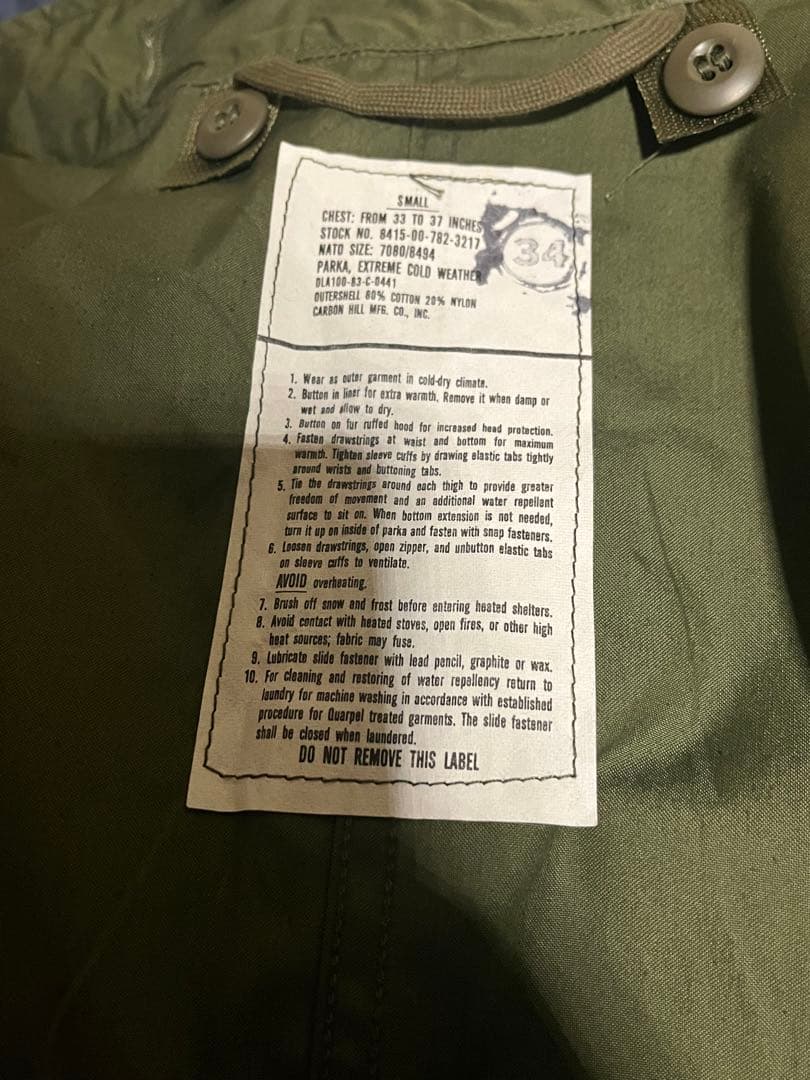 SMALL
CHEST: FROM 33 TO 37 INCHES
STOCK NO. 8415-00-782-3217
NATO SIZE: 7080/8494
PARKA, EXTREME COLD WEATHER
DLA100-83-C-0441
OUTERSHELL 80% COTTON 20% NYLON
CARBON HILL MFG. CO., INC.
34
1. Wear as outer garment in cold-dry climate.
2. Button in liner for extra warmth. Remove it when damp or
wet and allow to dry.
3. Button on fur ruffed hood for increased head protection.
4. Fasten drawstrings at waist and bottom for maximum
warmth. Tighten sleeve cuffs by drawing elastic tabs tightly
around wrists and buttoning tabs.
5. Tie the drawstrings around each thigh to provide greater
freedom of movement and an additional water repellent
surface to sit on. When bottom extension is not needed,
turn it up on inside of parka and fasten with snap fasteners.
6. Loosen drawstrings, open zipper, and unbutton elastic tabs
on sleeve cuffs to ventilate.
AVOID overheating.
7. Brush off snow and frost before entering heated shelters.
8. Avoid contact with heated stoves, open fires, or other high
heat sources; fabric may fuse.
9. Lubricate slide fastener with lead pencil, graphite or wax.
10. For cleaning and restoring of water repellency return to
laundry for machine washing in accordance with established
procedure for Quarpel treated garments. The slide fastener
shall be closed when laundered.
DO NOT REMOVE THIS LABEL